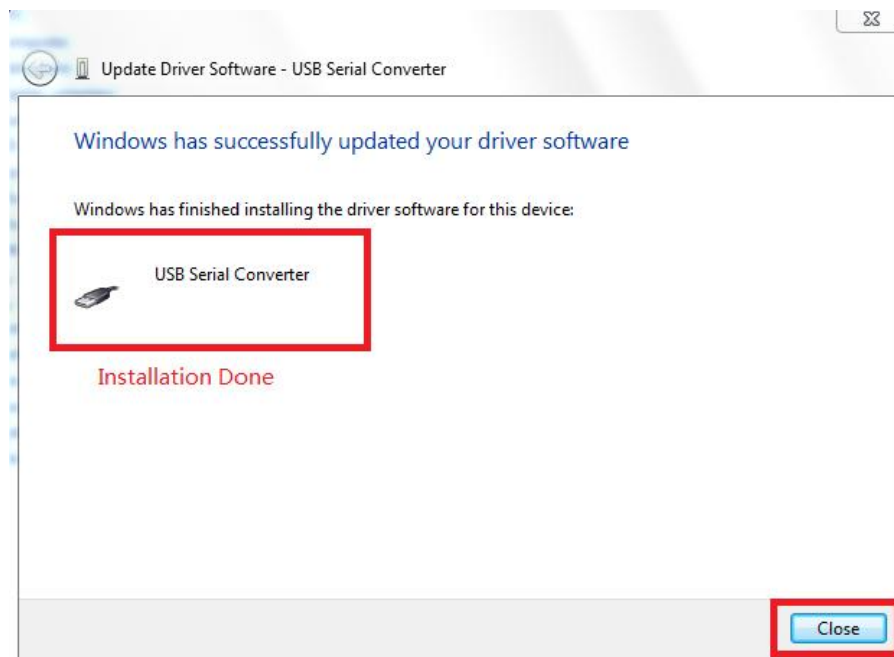 Update Driver Software - USB Serial Converter
Windows has successfully updated your driver software
Windows has finished installing the driver software for this device:
USB Serial Converter
Installation Done
Close